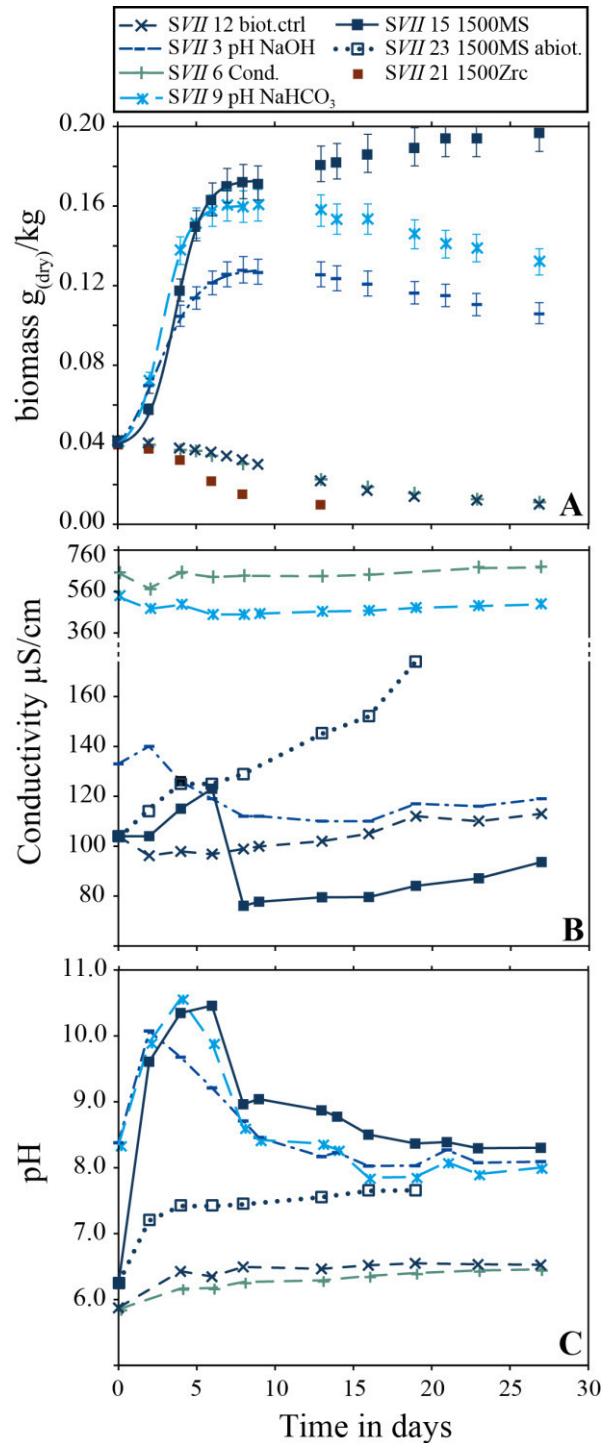 SVII 12 biot.ctrl
SVII 3 pH NaOH
SVII 6 Cond.
SVII 9 pH NaHCO₃
SVII 15 1500MS
SVII 23 1500MS abiot.
SVII 21 1500Zrc
0.20
0.16
0.12
0.08
0.04
0.00
biomass g(dry)/kg
A
760
560
360
160
140
120
100
80
Conductivity µS/cm
B
11.0
10.0
9.0
8.0
7.0
6.0
pH
C
0 5 10 15 20 25 30
Time in days